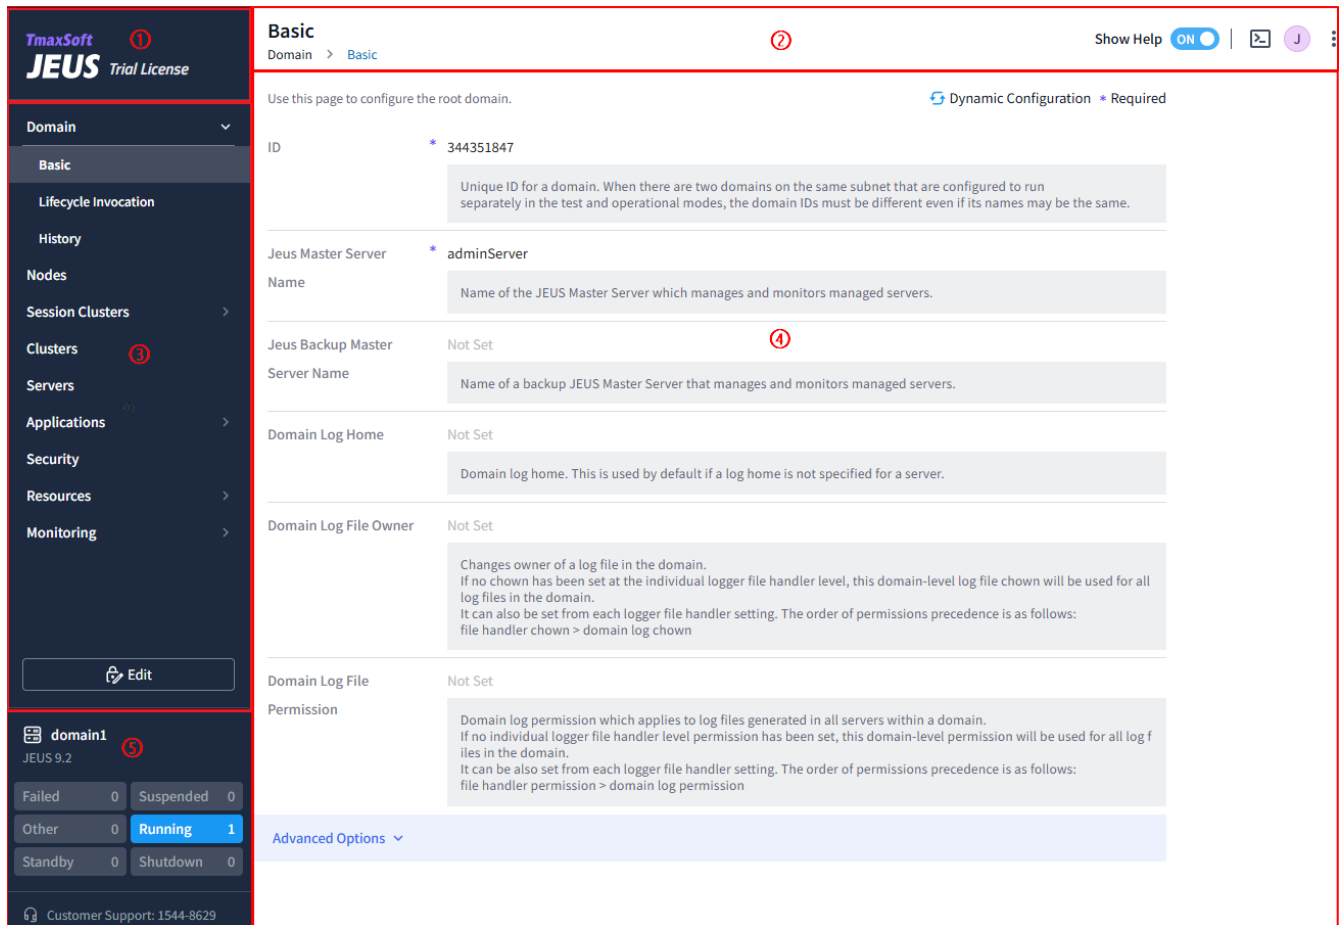 TmaxSoft ①
JEUS Trial License
Basic
Domain > Basic
②
Show Help ON
J
Domain
Basic
Lifecycle Invocation
History
Nodes
Session Clusters
Clusters
③
Servers
Applications
Security
Resources
Monitoring
Edit
domain1
JEUS 9.2
⑤
Failed 0 Suspended 0
Other 0 Running 1
Standby 0 Shutdown 0
Customer Support: 1544-8629
Use this page to configure the root domain.
Dynamic Configuration * Required
ID * 344351847
Unique ID for a domain. When there are two domains on the same subnet that are configured to run
separately in the test and operational modes, the domain IDs must be different even if its names may be the same.
Jeus Master Server * adminServer
Name
Name of the JEUS Master Server which manages and monitors managed servers.
④
Jeus Backup Master Not Set
Server Name
Name of a backup JEUS Master Server that manages and monitors managed servers.
Domain Log Home Not Set
Domain log home. This is used by default if a log home is not specified for a server.
Domain Log File Owner Not Set
Changes owner of a log file in the domain.
If no chown has been set at the individual logger file handler level, this domain-level log file chown will be used for all
log files in the domain.
It can also be set from each logger file handler setting. The order of permissions precedence is as follows:
file handler chown > domain log chown
Domain Log File Not Set
Permission
Domain log permission which applies to log files generated in all servers within a domain.
If no individual logger file handler level permission has been set, this domain-level permission will be used for all log f
iles in the domain.
It can be also set from each logger file handler setting. The order of permissions precedence is as follows:
file handler permission > domain log permission
Advanced Options